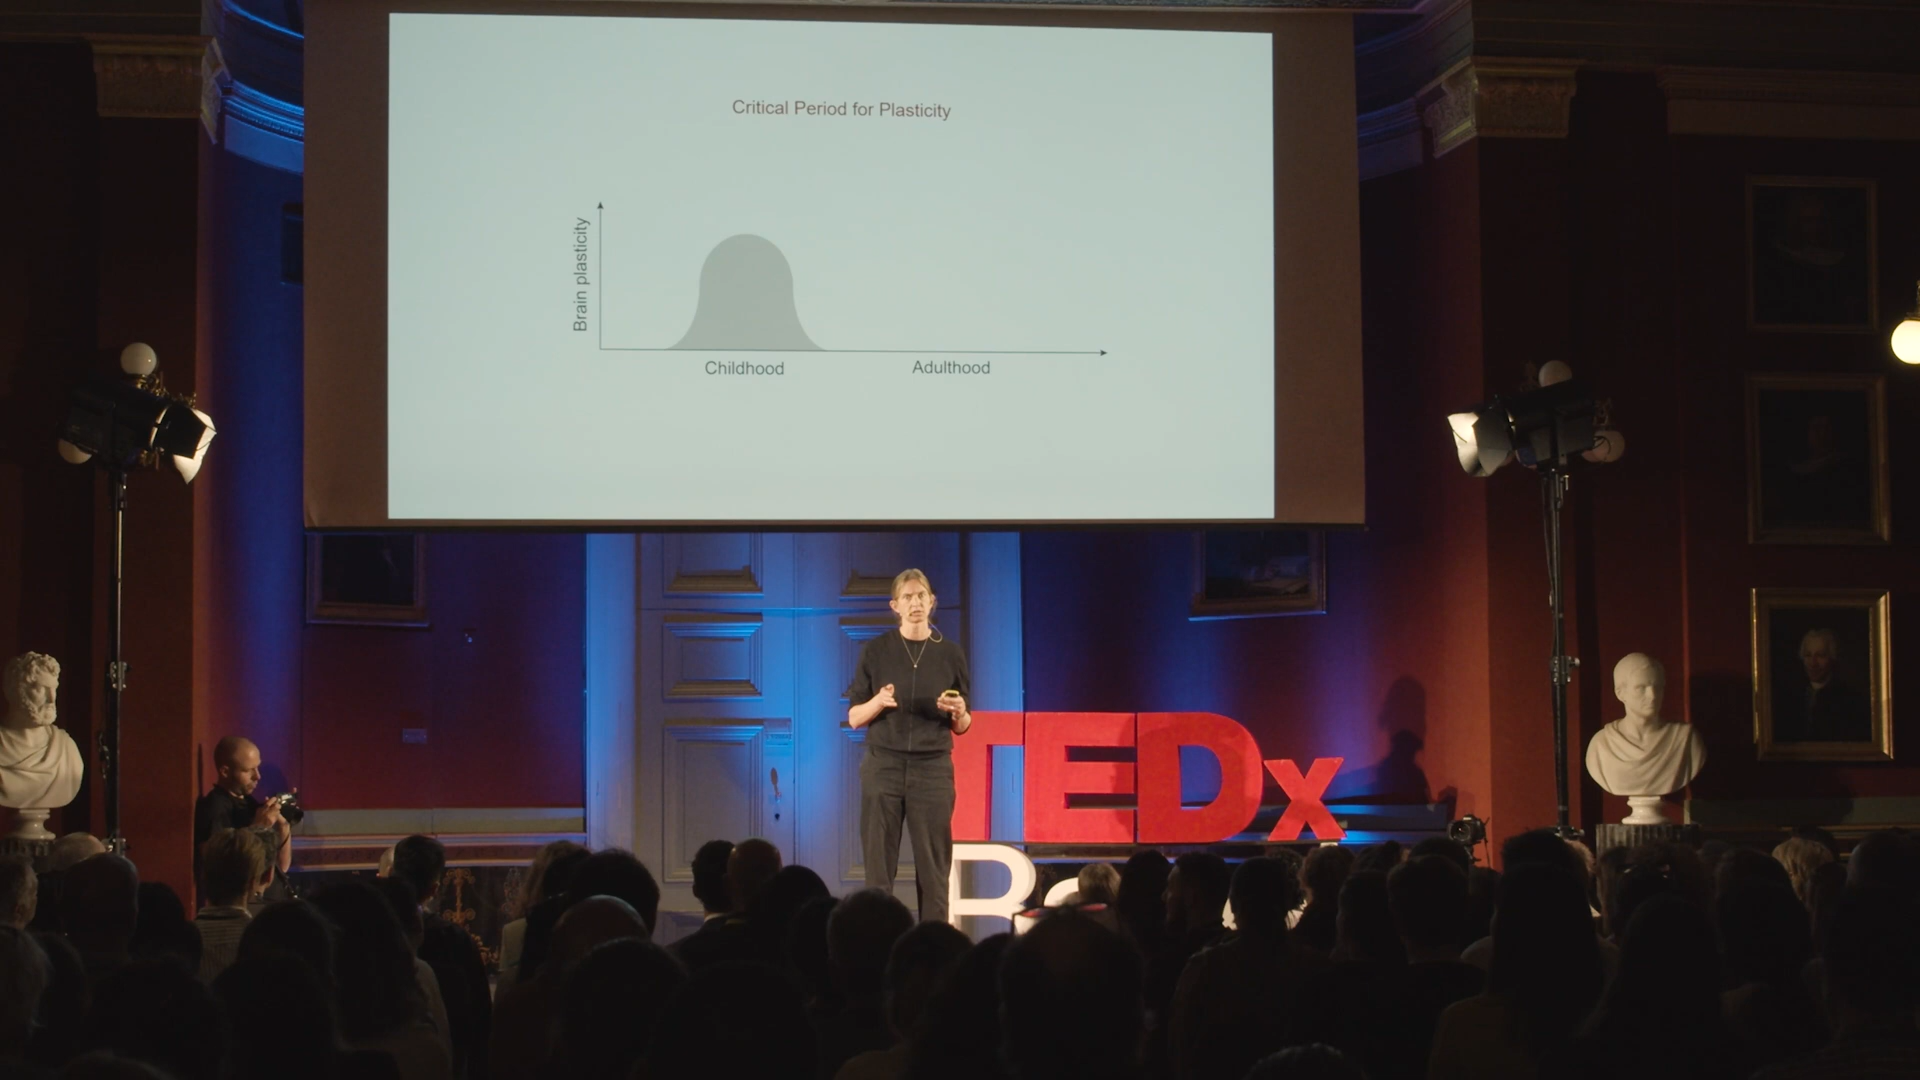 Critical Period for Plasticity
Brain plasticity
Childhood
Adulthood
TEDx